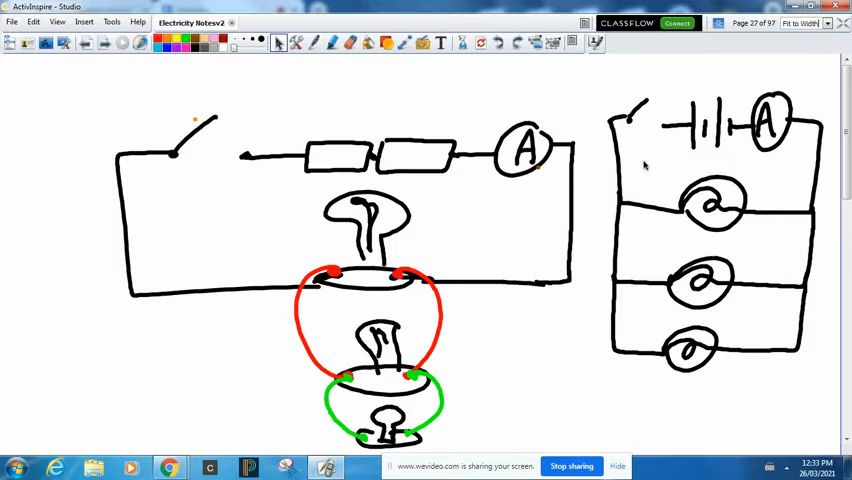 ActivInspire - Studio
File Edit View Insert Tools Help
Electricity Notesv2
CLASSFLOW Connect
Page 27 of 97
Fit to Width
A
A
www.wevideo.com is sharing your screen.
Stop sharing
Hide
12:33 PM
26/03/2021